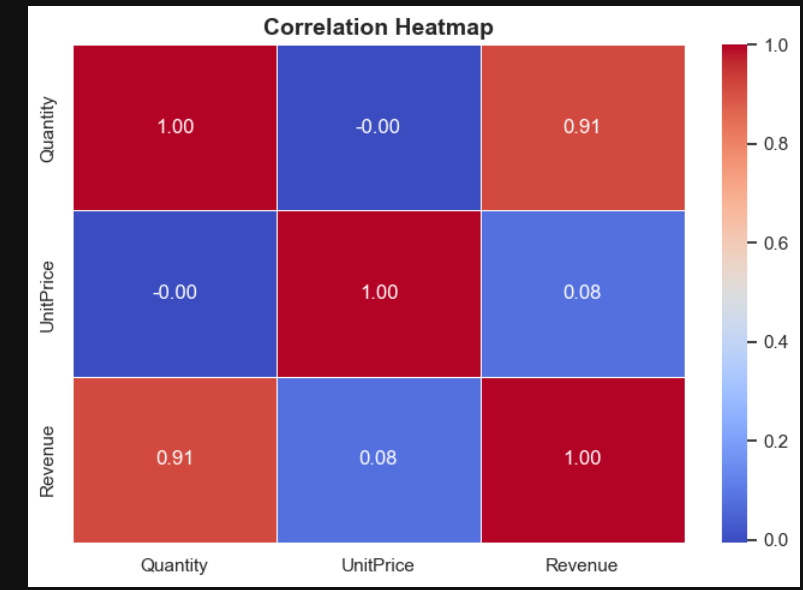 Correlation Heatmap
Quantity 1.00 -0.00 0.91
UnitPrice -0.00 1.00 0.08
Revenue 0.91 0.08 1.00
Quantity UnitPrice Revenue
1.0
0.8
0.6
0.4
0.2
0.0